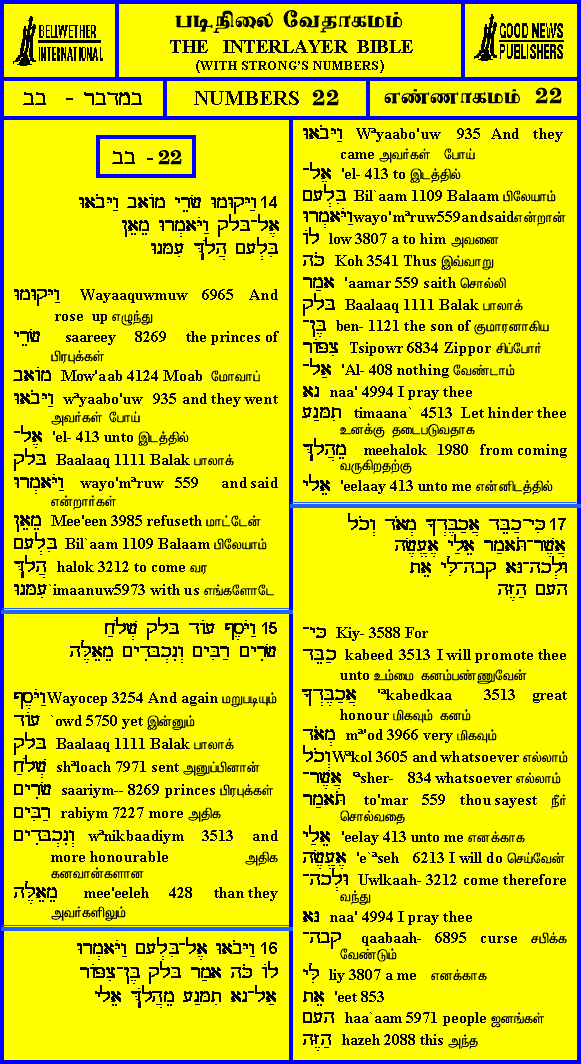 BELLWETHER
INTERNATIONAL
படிநிலை வேதாகமம்
THE INTERLAYER BIBLE
(WITH STRONG'S NUMBERS)
GOOD NEWS
PUBLISHERS
במדבר - בב
NUMBERS 22
எண்ணாகமம் 22
בב - 22
14 וַיָּקוּמוּ שָׂרֵי מוֹאָב וַיָּבֹאוּ
אֶל־בָּלָק וַיֹּאמְרוּ מֵאֵן
בִּלְעָם הֲלֹךְ עִמָּנוּ
וַיָּקוּמוּ Wayaaquwmuw 6965 And
rose up எழுந்து
שָׂרֵי saareey 8269 the princes of
பிரபுக்கள்
מוֹאָב Mow'aab 4124 Moab மோவாப்
וַיָּבֹאוּ wªyaabo'uw 935 and they went
அவர்கள் போய்
אֶל־ 'el- 413 unto இடத்தில்
בָּלָק Baalaaq 1111 Balak பாலாக்
וַיֹּאמְרוּ wayo'mªruw 559 and said
என்றார்கள்
מֵאֵן Mee'een 3985 refuseth மாட்டேன்
בִּלְעָם Bil`aam 1109 Balaam பிலேயாம்
הֲלֹךְ halok 3212 to come வர
עִמָּנוּ `imaanuw5973 with us எங்களோடே
15 וַיֹּסֶף עוֹד בָּלָק שְׁלֹחַ
שָׂרִים רַבִּים וְנִכְבָּדִים מֵאֵלֶּה
וַיֹּסֶף Wayocep 3254 And again மறுபடியும்
עוֹד `owd 5750 yet இன்னும்
בָּלָק Baalaaq 1111 Balak பாலாக்
שְׁלֹחַ shªloach 7971 sent அனுப்பினான்
שָׂרִים saariym-- 8269 princes பிரபுக்கள்
רַבִּים rabiym 7227 more அதிக
וְנִכְבָּדִים wªnikbaadiym 3513 and
more honourable அதிக
கனவான்களான
מֵאֵלֶּה mee'eeleh 428 than they
அவர்களிலும்
16 וַיָּבֹאוּ אֶל־בִּלְעָם וַיֹּאמְרוּ
לוֹ כֹּה אָמַר בָּלָק בֶּן־צִפּוֹר
אַל־נָא תִמָּנַע מֵהֲלֹךְ אֵלָי
וַיָּבֹאוּ Wªyaabo'uw 935 And they
came அவர்கள் போய்
אֶל־ 'el- 413 to இடத்தில்
בִּלְעָם Bil`aam 1109 Balaam பிலேயாம்
וַיֹּאמְרוּ wayo'mªruw559andsaidஎன்றான்
לוֹ low 3807 a to him அவனை
כֹּה Koh 3541 Thus இவ்வாறு
אָמַר 'aamar 559 saith சொல்லி
בָּלָק Baalaaq 1111 Balak பாலாக்
בֶּן־ ben- 1121 the son of குமாரனாகிய
צִפּוֹר Tsipowr 6834 Zippor சிப்போர்
אַל־ 'Al- 408 nothing வேண்டாம்
נָא naa' 4994 I pray thee
תִמָּנַע timaana` 4513 Let hinder thee
உனக்கு தடைபடுவதாக
מֵהֲלֹךְ meehalok 1980 from coming
வருகிறதற்கு
אֵלָי 'eelaay 413 unto me என்னிடத்தில்
17 כִּי־כַבֵּד אֲכַבֶּדְךָ מְאֹד וְכֹל
אֲשֶׁר־תֹּאמַר אֵלַי אֶעֱשֶׂה
וּלְכָה־נָּא קָבָה־לִּי אֵת
הָעָם הַזֶּה
כִּי־ Kiy- 3588 For
כַבֵּד kabeed 3513 I will promote thee
unto உம்மை கனம்பண்ணுவேன்
אֲכַבֶּדְךָ 'ªkabedkaa 3513 great
honour மிகவும் கனம்
מְאֹד mª'od 3966 very மிகவும்
וְכֹל Wªkol 3605 and whatsoever எல்லாம்
אֲשֶׁר־ 'ªsher- 834 whatsoever எல்லாம்
תֹּאמַר to'mar 559 thou sayest நீர்
சொல்வதை
אֵלַי 'eelay 413 unto me எனக்காக
אֶעֱשֶׂה 'e`ªseh 6213 I will do செய்வேன்
וּלְכָה־ Uwlkaah- 3212 come therefore
வந்து
נָּא naa' 4994 I pray thee
קָבָה־ qaabaah- 6895 curse சபிக்க
வேண்டும்
לִּי liy 3807 a me எனக்காக
אֵת 'eet 853
הָעָם haa`aam 5971 people ஜனங்கள்
הַזֶּה hazeh 2088 this அந்த